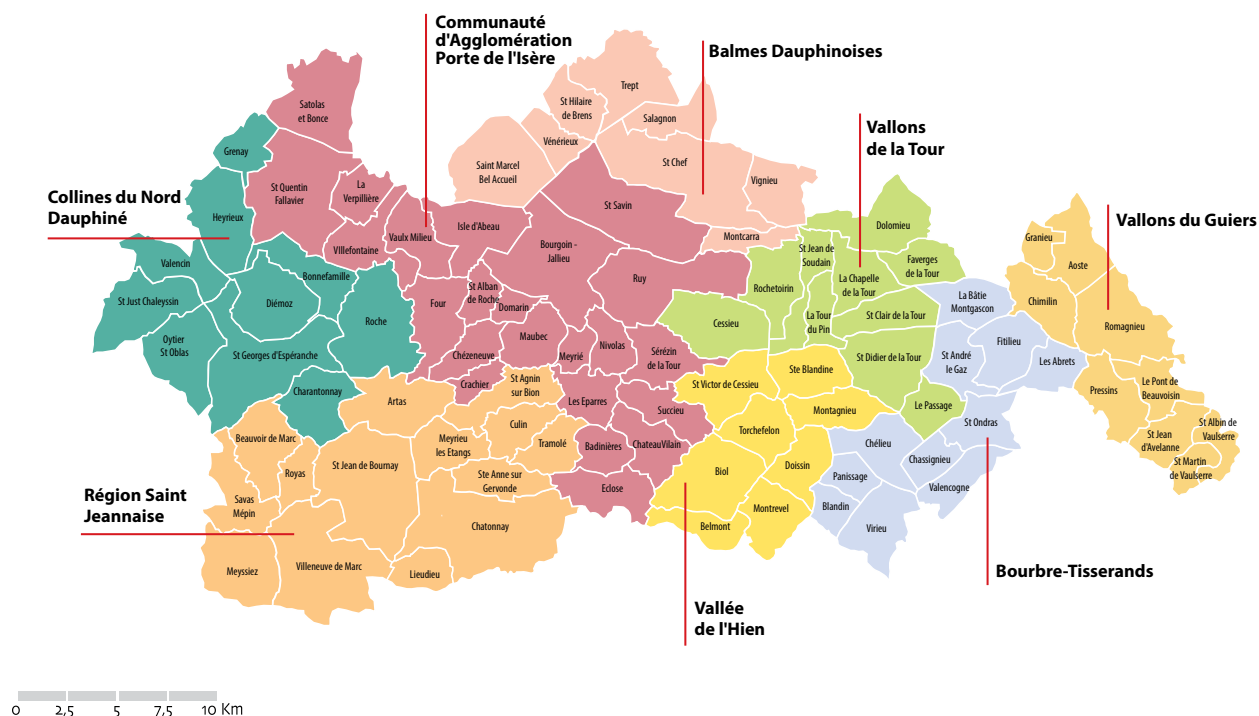 Communauté
d'Agglomération
Porte de l'Isère
Balmes Dauphinoises
Vallons
de la Tour
Vallons du Guiers
Collines du Nord
Dauphiné
Région Saint
Jeannaise
Vallée
de l'Hien
Bourbre-Tisserands
Satolas
et Bonce
Grenay
St Quentin
Fallavier
La
Verpillière
Heyrieux
VIllefontaine
Vaulx Milieu
Isle d'Abeau
Saint Marcel
Bel Accueil
Vénérieux
St Hilaire
de Brens
Trept
Salagnon
St Chef
Vignieu
Montcarra
St Savin
Bourgoin -
Jallieu
Ruy
Valencin
St Just Chaleyssin
Oytier
St Oblas
Diémoz
Bonnefamille
Roche
St Georges d'Espéranche
Charantonnay
Four
St Alban
de Roche
Domarin
Maubec
Meyrié
Nivolas
Sérézin
de la Tour
Chézeneuve
Crachier
Les Eparres
Succieu
Badinières
ChateauVilain
Eclose
Artas
St Agnin
sur Bion
Culin
Tramolé
Meyrieu
les Etangs
Ste Anne sur
Gervonde
Chatonnay
St Jean de Bournay
Beauvoir de Marc
Royas
Savas
Mépin
Meyssiez
Villeneuve de Marc
Lieudieu
Rochetoirin
St Jean de
Soudain
La Chapelle
de la Tour
Dolomieu
Faverges
de la Tour
Cessieu
La Tour
du Pin
St Clair de la Tour
St Didier de la Tour
Le Passage
St Victor de Cessieu
Ste Blandine
Montagnieu
Torchefelon
Biol
Doissin
Belmont
Montrevel
La Bâtie
Montgascon
St André
le Gaz
Fitilieu
Les Abrets
St Ondras
Chélieu
Chassignieu
Panissage
Valencogne
Blandin
Virieu
Granieu
Aoste
Chimilin
Romagnieu
Pressins
Le Pont de
Beauvoisin
St Jean
d'Avelanne
St Albin de
Vaulserre
St Martin
de Vaulserre
0 2,5 5 7,5 10 Km